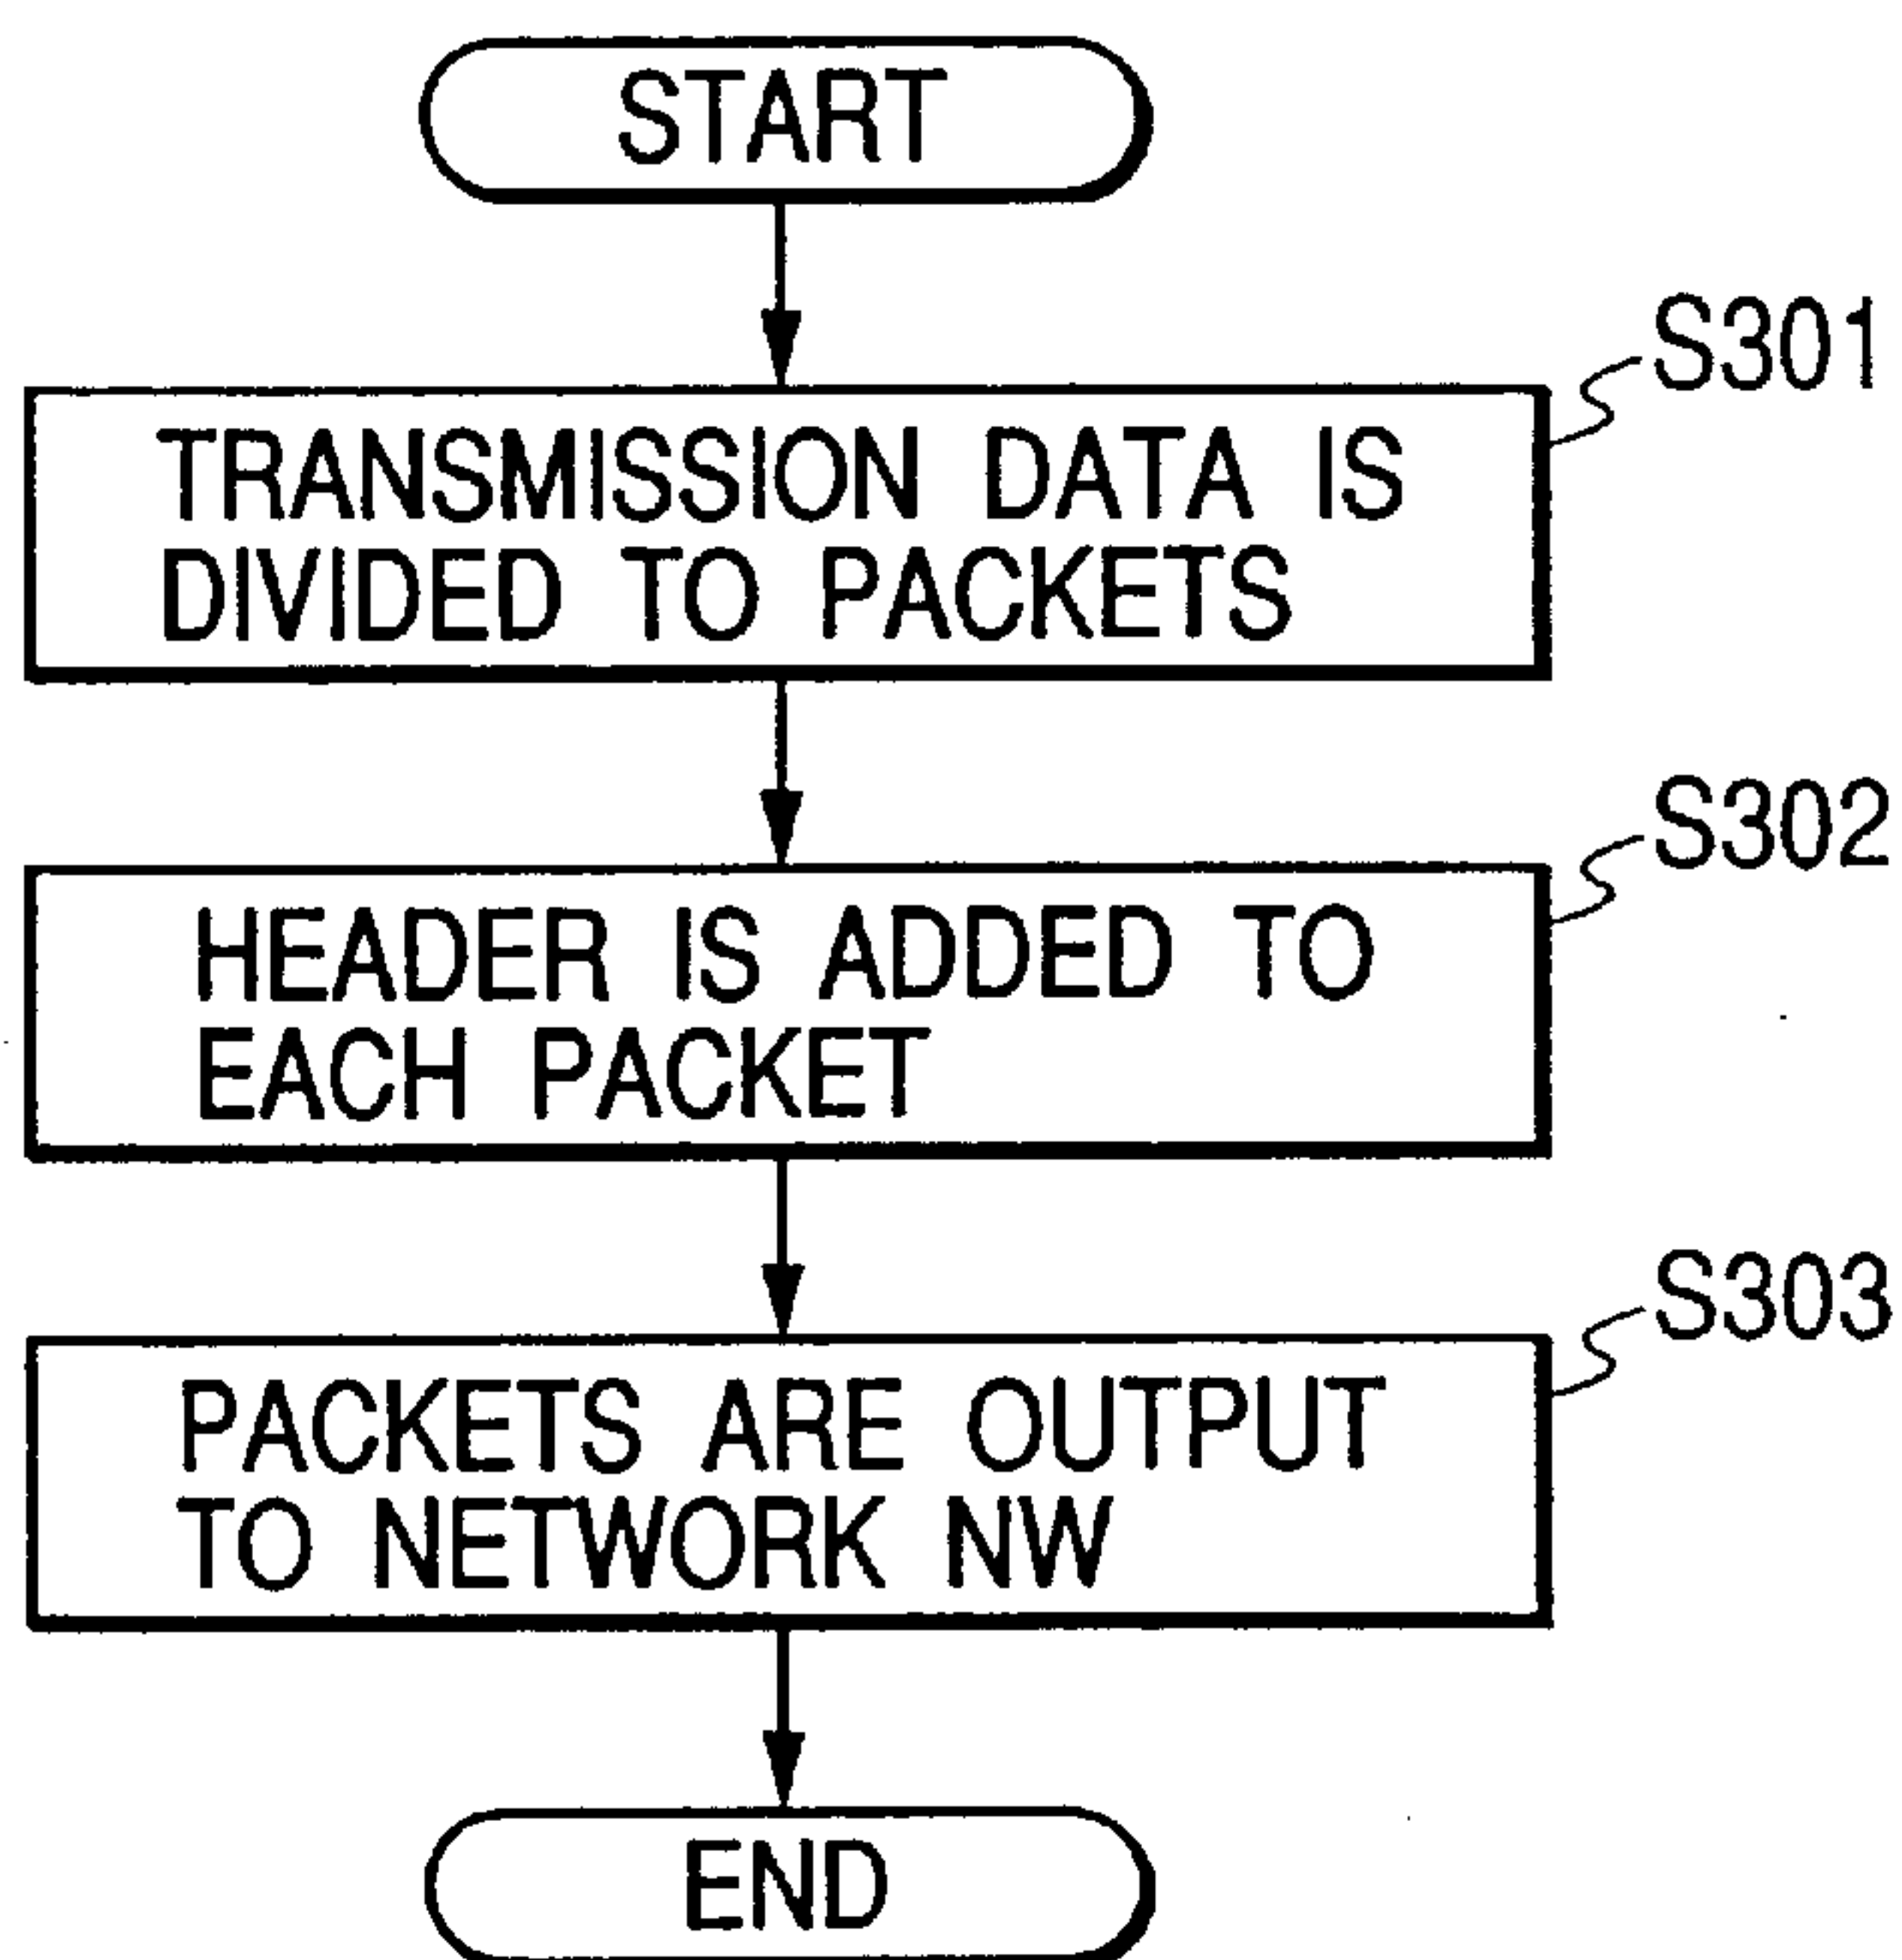 START
S301
TRANSMISSION DATA IS
DIVIDED TO PACKETS
S302
HEADER IS ADDED TO
EACH PACKET
S303
PACKETS ARE OUTPUT
TO NETWORK NW
END